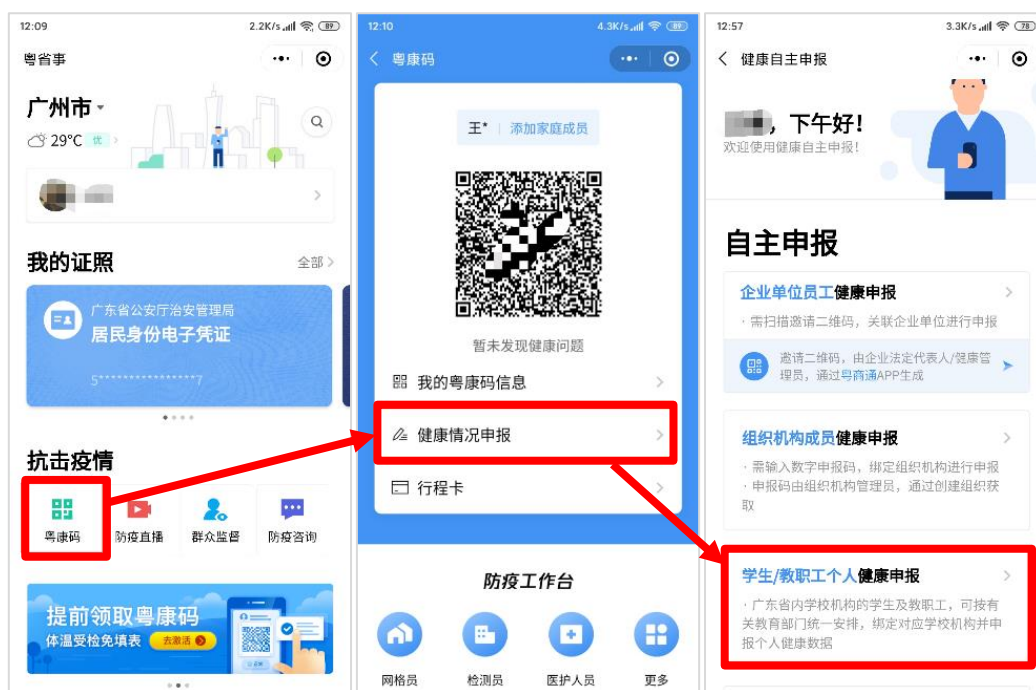 12:09
2.2K/s
89
粤省事
广州市
29°C 优
我的证照
全部
广东省公安厅治安管理局
居民身份电子凭证
5****************7
抗击疫情
粤康码
防疫直播
群众监督
防疫咨询
提前领取粤康码
体温受检免填表 去激活
12:10
4.3K/s
89
粤康码
王* 添加家庭成员
暂未发现健康问题
我的粤康码信息
健康情况申报
行程卡
防疫工作台
网格员
检测员
医护人员
更多
12:57
3.3K/s
78
健康自主申报
,下午好!
欢迎使用健康自主申报!
自主申报
企业单位员工健康申报
· 需扫描邀请二维码,关联企业单位进行申报
邀请二维码,由企业法定代表人/健康管
理员,通过粤商通APP生成
组织机构成员健康申报
· 需输入数字申报码,绑定组织机构进行申报
· 申报码由组织机构管理员,通过创建组织获
取
学生/教职工个人健康申报
· 广东省内学校机构的学生及教职工,可按有
关教育部门统一安排,绑定对应学校机构并申
报个人健康数据